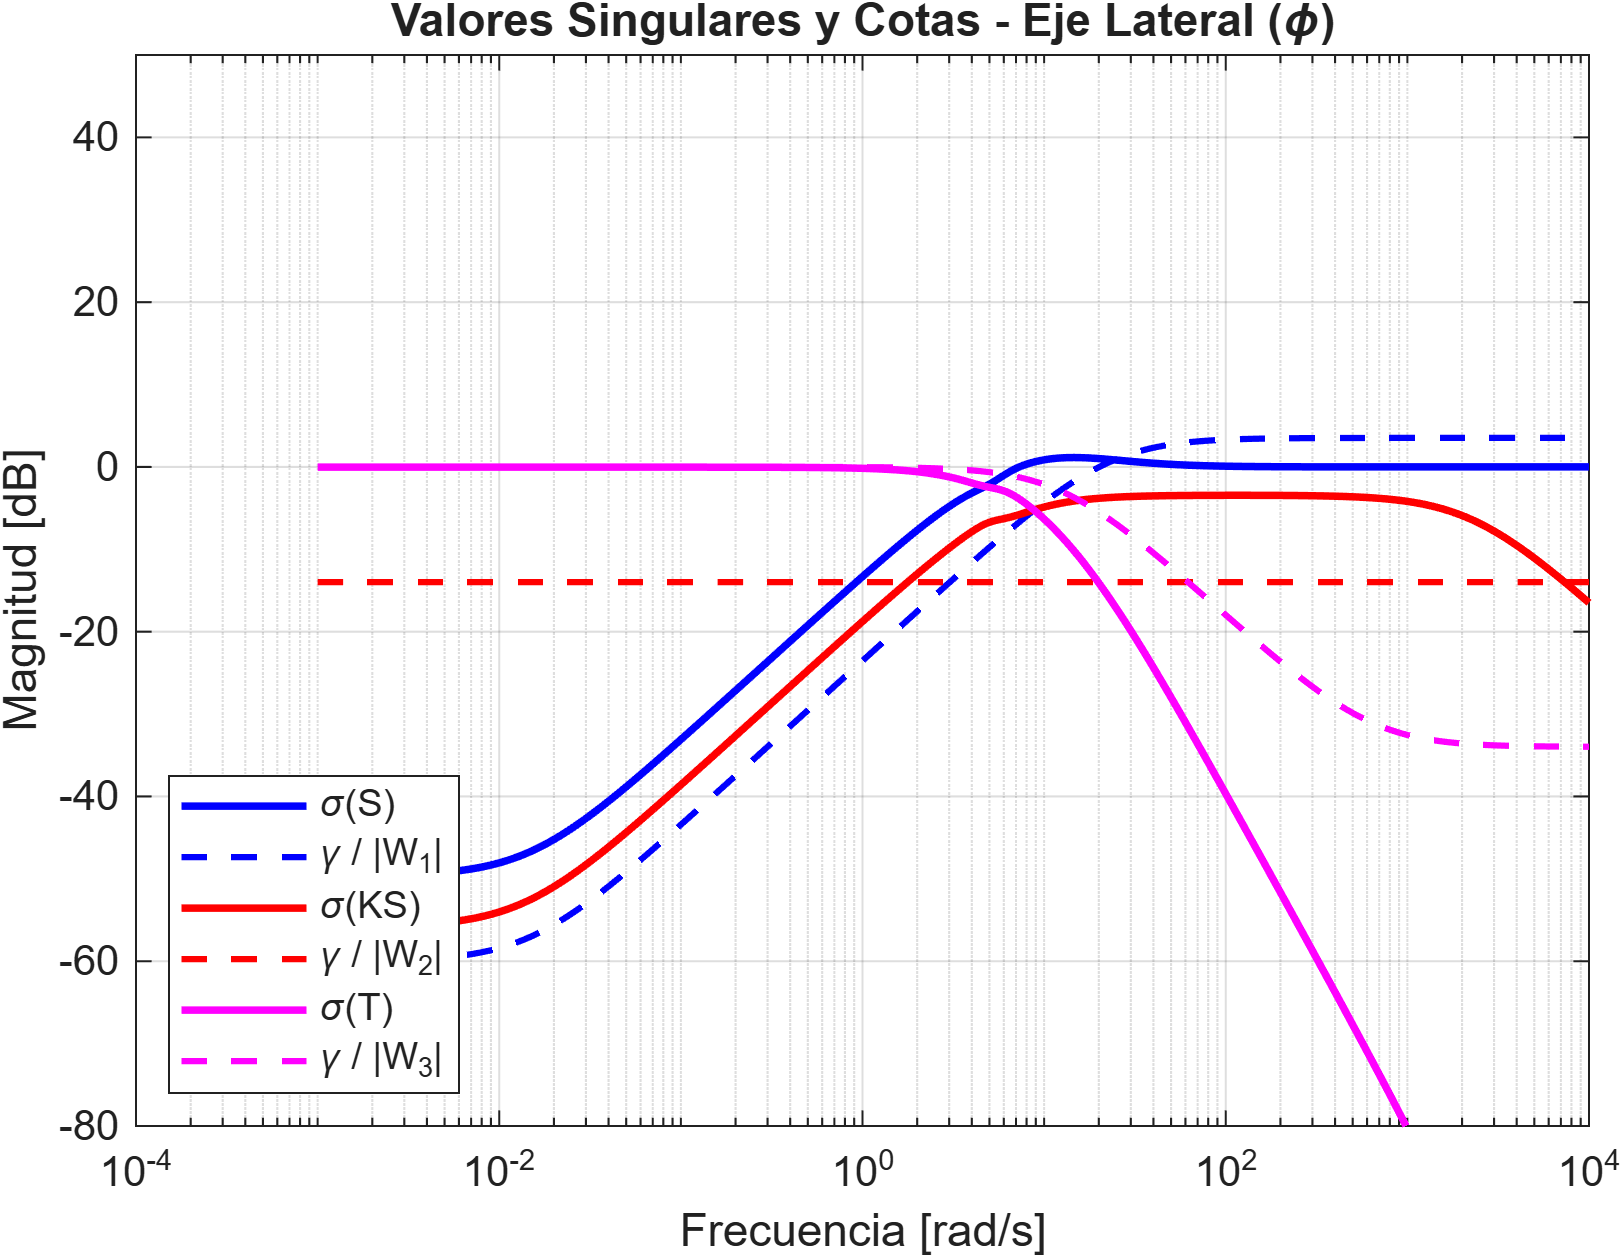 Valores Singulares y Cotas - Eje Lateral (ϕ)
Magnitud [dB]
40
20
0
-20
-40
-60
-80
σ(S)
γ / |W₁|
σ(KS)
γ / |W₂|
σ(T)
γ / |W₃|
10⁻⁴ 10⁻² 10⁰ 10² 10⁴
Frecuencia [rad/s]